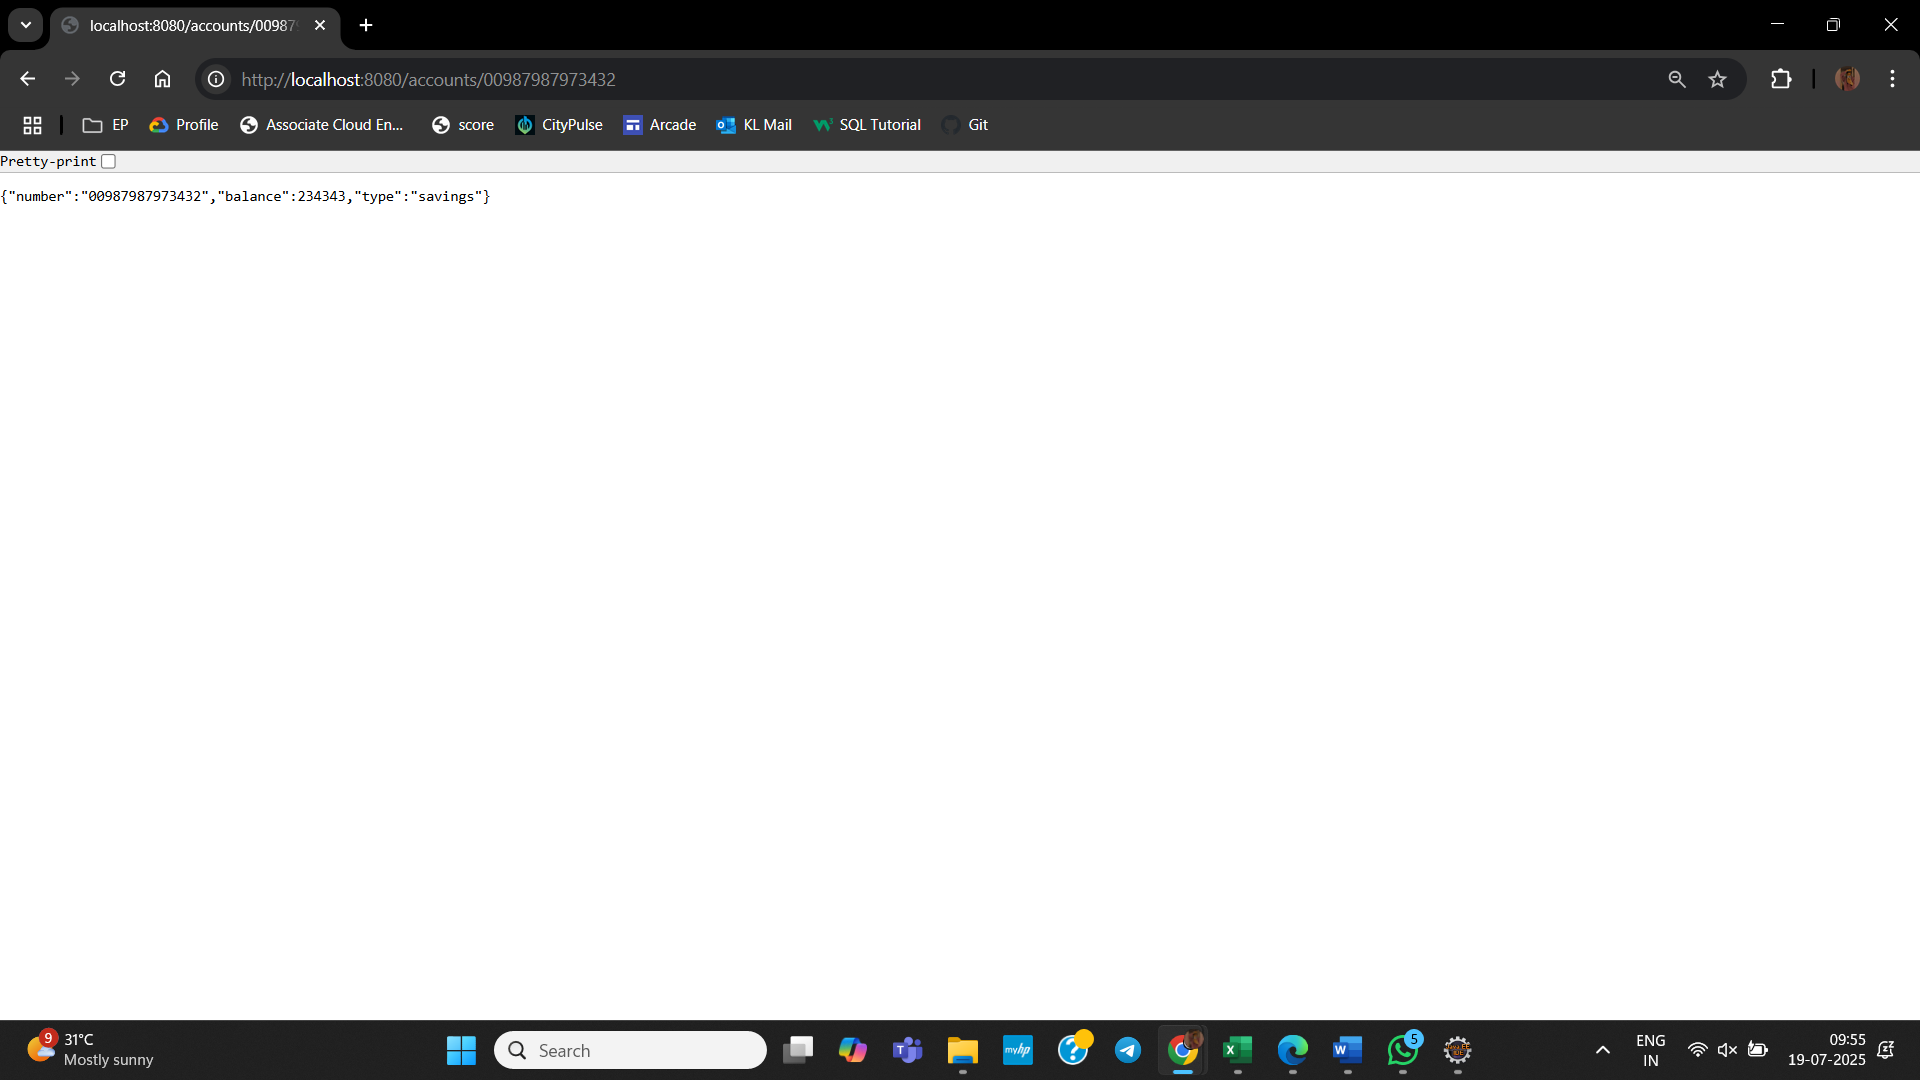 localhost:8080/accounts/00987
http://localhost:8080/accounts/00987987973432
EP
Profile
Associate Cloud En...
score
CityPulse
Arcade
KL Mail
SQL Tutorial
Git
Pretty-print
{"number":"00987987973432","balance":234343,"type":"savings"}
9
31°C
Mostly sunny
Search
T
myhp
?
X
W
5
ENG
IN
09:55
19-07-2025